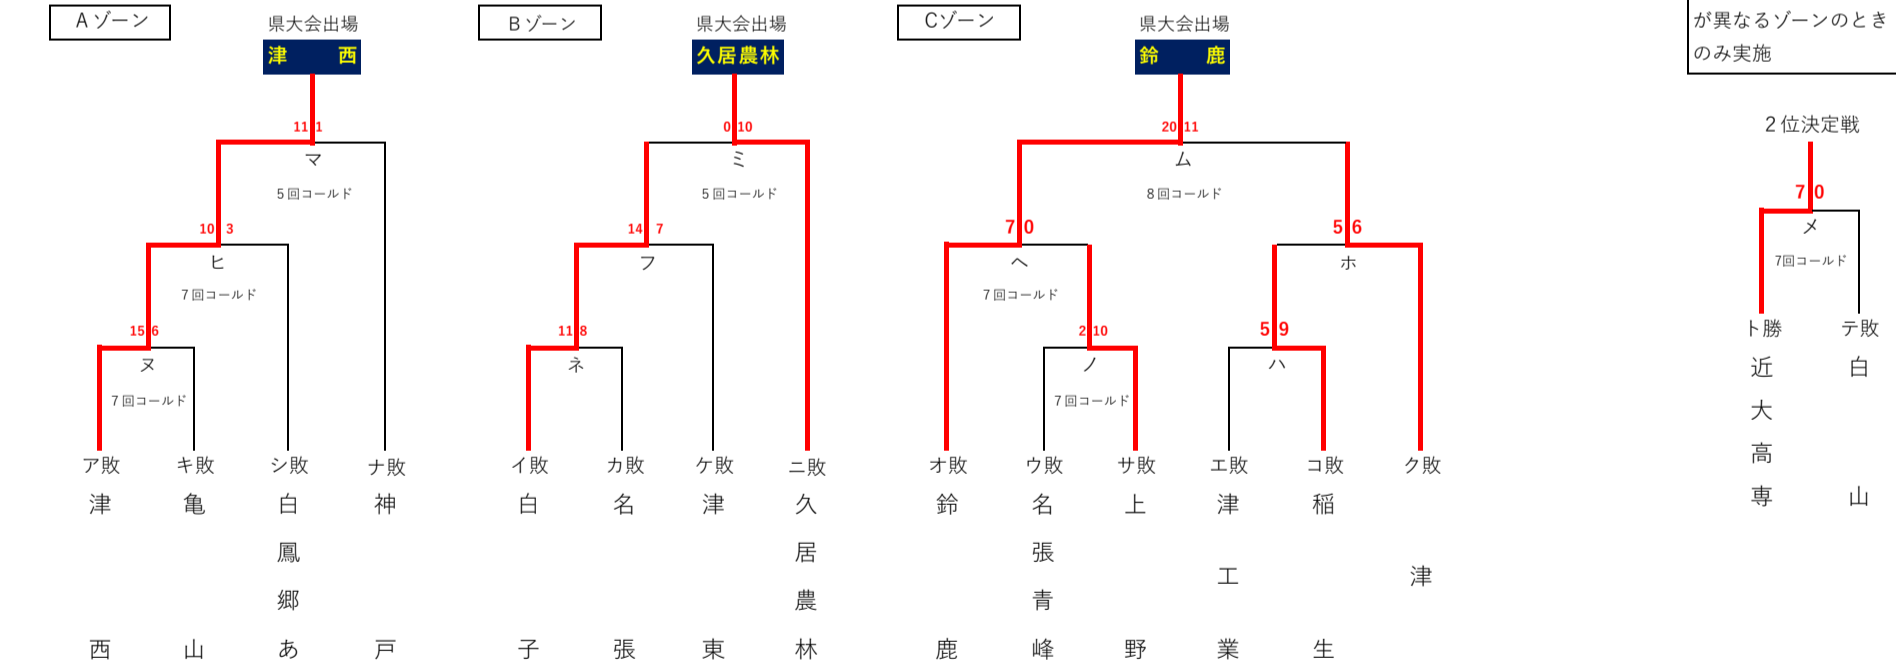 Aゾーン
県大会出場
津 西
11 1
マ
5回コールド
10 3
ヒ
7回コールド
15 6
ヌ
7回コールド
ア敗
キ敗
シ敗
ナ敗
津西
亀山
白鳳郷あ
神戸
Bゾーン
県大会出場
久居農林
0 10
ミ
5回コールド
14 7
フ
11 8
ネ
イ敗
カ敗
ケ敗
ニ敗
白子
名張
津東
久居農林
Cゾーン
県大会出場
鈴 鹿
20 11
ム
8回コールド
7 0
ヘ
7回コールド
5 6
ホ
2 10
ノ
7回コールド
5 9
ハ
オ敗
ウ敗
サ敗
エ敗
コ敗
ク敗
鈴鹿
名張青峰
上野
津工業
稲生
津
が異なるゾーンのとき
のみ実施
2位決定戦
7 0
メ
7回コールド
ト勝
テ敗
近大高専
白山